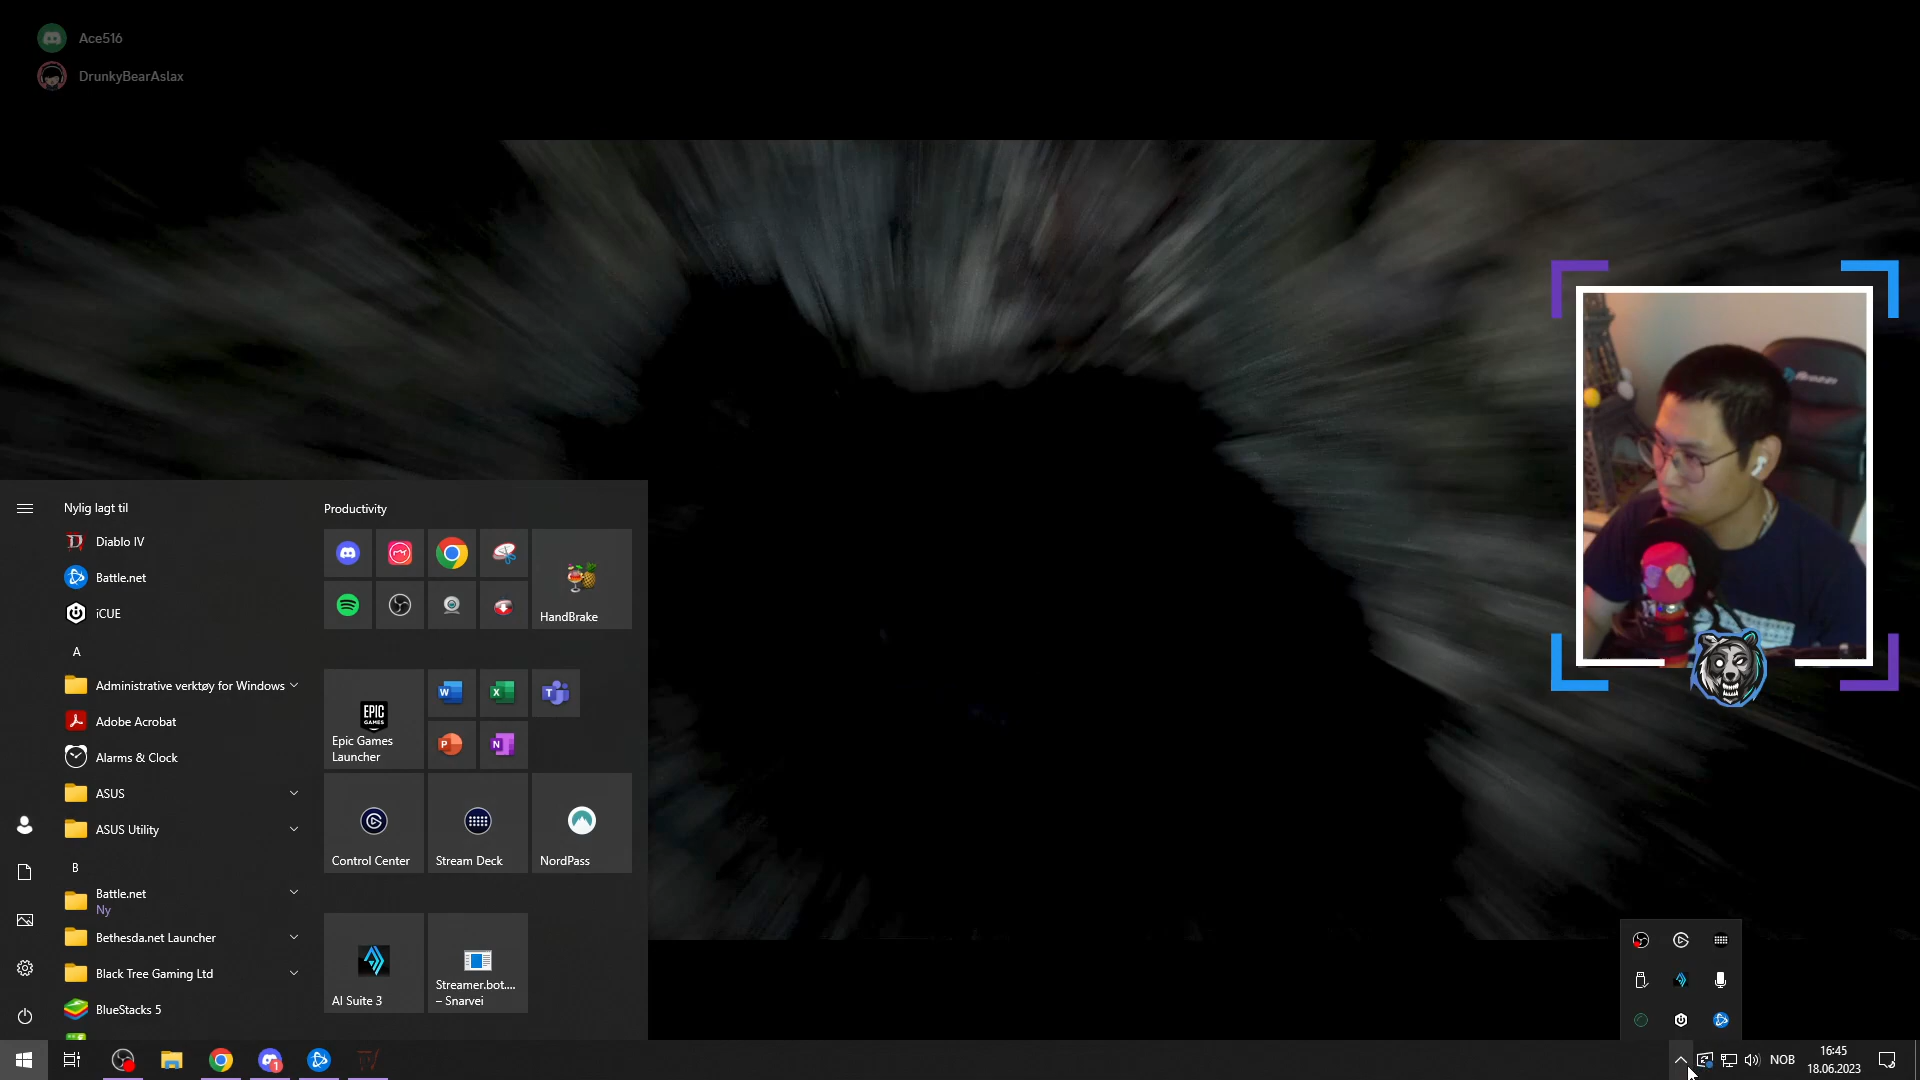 Ace516
DrunkyBearAslax
Nylig lagt til
Diablo IV
Battle.net
iCUE
A
Administrative verktøy for Windows
Adobe Acrobat
Alarms & Clock
ASUS
ASUS Utility
B
Battle.net
Ny
Bethesda.net Launcher
Black Tree Gaming Ltd
BlueStacks 5
Productivity
HandBrake
EPIC
GAMES
Epic Games
Launcher
Control Center
Stream Deck
NordPass
AI Suite 3
Streamer.bot....
– Snarvei
NOB
16:45
18.06.2023